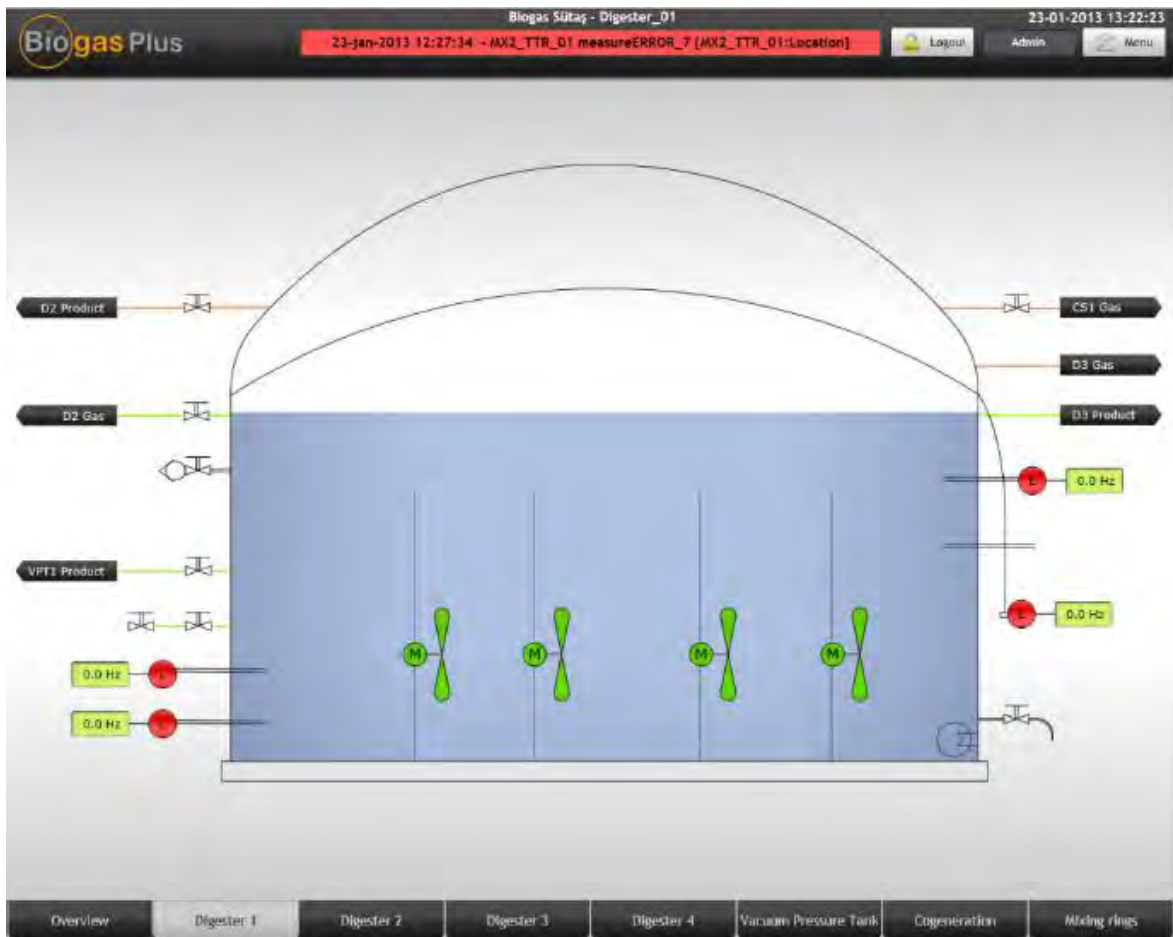 Biogas Sütaş - Digester_01
23-01-2013 13:22:23
Biogas Plus
23-Jan-2013 12:27:34 - MX2_TTR_01 measureERROR_7 [MX2_TTR_01:Location]
Logout
Admin
Menu
D2 Product
CS1 Gas
D3 Gas
D2 Gas
D3 Product
0.0 Hz
VPT1 Product
0.0 Hz
M
M
M
M
0.0 Hz
0.0 Hz
Overview
Digester 1
Digester 2
Digester 3
Digester 4
Vacuum Pressure Tank
Cogeneration
Mixing rings